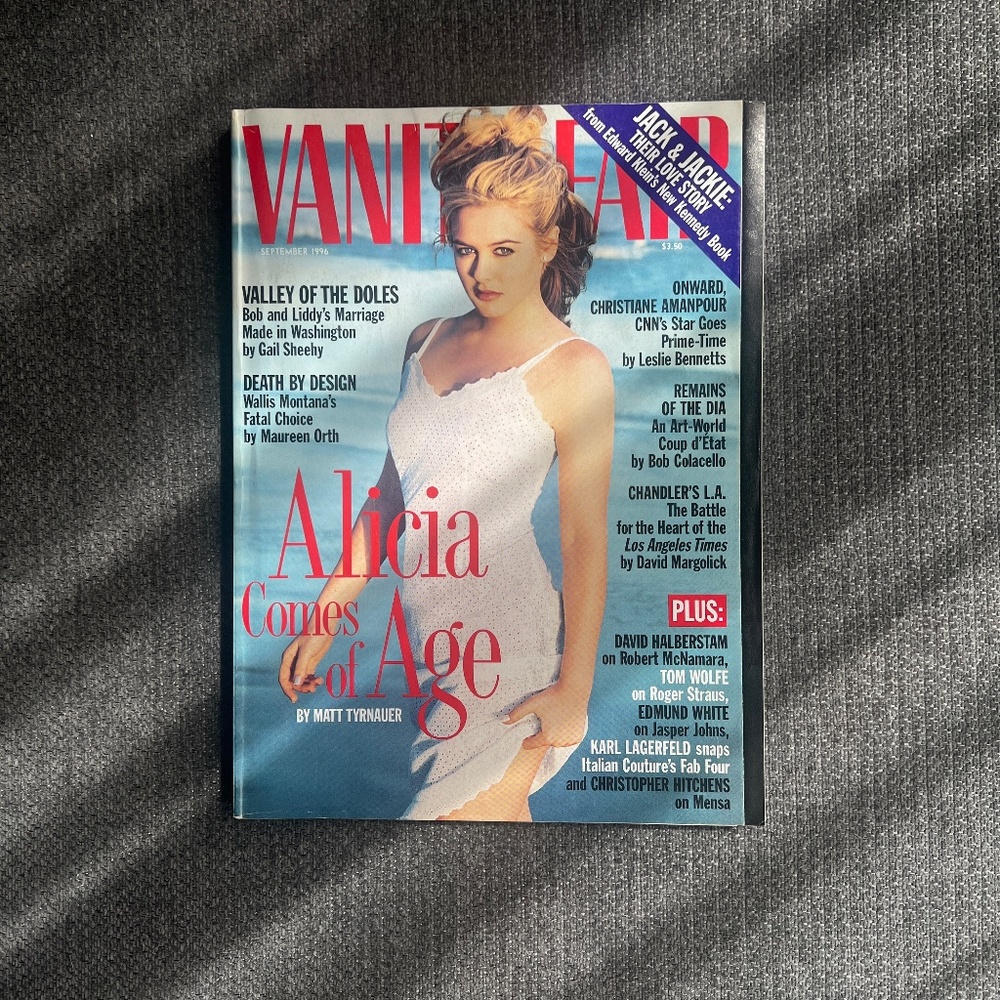 VANITY FAIR
JACK & JACKIE:
THEIR LOVE STORY
from Edward Klein's New Kennedy Book
SEPTEMBER 1996
$3.50
VALLEY OF THE DOLES
Bob and Liddy's Marriage
Made in Washington
by Gail Sheehy
DEATH BY DESIGN
Wallis Montana's
Fatal Choice
by Maureen Orth
Alicia
Comes
of Age
BY MATT TYRNAUER
ONWARD,
CHRISTIANE AMANPOUR
CNN's Star Goes
Prime-Time
by Leslie Bennetts
REMAINS
OF THE DIA
An Art-World
Coup d'État
by Bob Colacello
CHANDLER'S L.A.
The Battle
for the Heart of the
Los Angeles Times
by David Margolick
PLUS:
DAVID HALBERSTAM
on Robert McNamara,
TOM WOLFE
on Roger Straus,
EDMUND WHITE
on Jasper Johns,
KARL LAGERFELD snaps
Italian Couture's Fab Four
and CHRISTOPHER HITCHENS
on Mensa